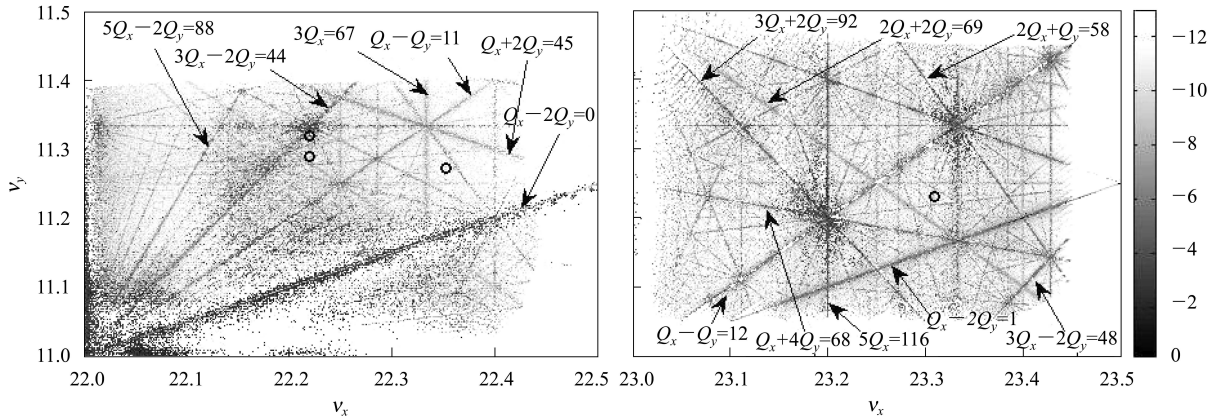 11.5
11.4
11.3
11.2
11.1
11.0
ν_y
5Q_x−2Q_y=88
3Q_x−2Q_y=44
3Q_x=67
Q_x−Q_y=11
Q_x+2Q_y=45
Q_x−2Q_y=0
22.0 22.1 22.2 22.3 22.4 22.5
ν_x
3Q_x+2Q_y=92
2Q_x+2Q_y=69
2Q_x+Q_y=58
Q_x−Q_y=12
Q_x+4Q_y=68
5Q_x=116
Q_x−2Q_y=1
3Q_x−2Q_y=48
23.0 23.1 23.2 23.3 23.4 23.5
ν_x
−12
−10
−8
−6
−4
−2
0